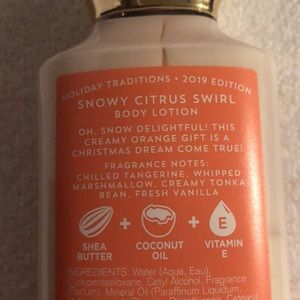 HOLIDAY TRADITIONS • 2019 EDITION
SNOWY CITRUS SWIRL
BODY LOTION
OH, SNOW DELIGHTFUL! THIS
CREAMY ORANGE GIFT IS A
CHRISTMAS DREAM COME TRUE!
FRAGRANCE NOTES:
CHILLED TANGERINE, WHIPPED
MARSHMALLOW, CREAMY TONKA
BEAN, FRESH VANILLA
+ + E
SHEA BUTTER
COCONUT OIL
VITAMIN E
INGREDIENTS: Water (Aqua, Eau),
Cyclopentasiloxane, Cetyl Alcohol, Fragrance
(Parfum), Mineral Oil (Paraffinum Liquidum,